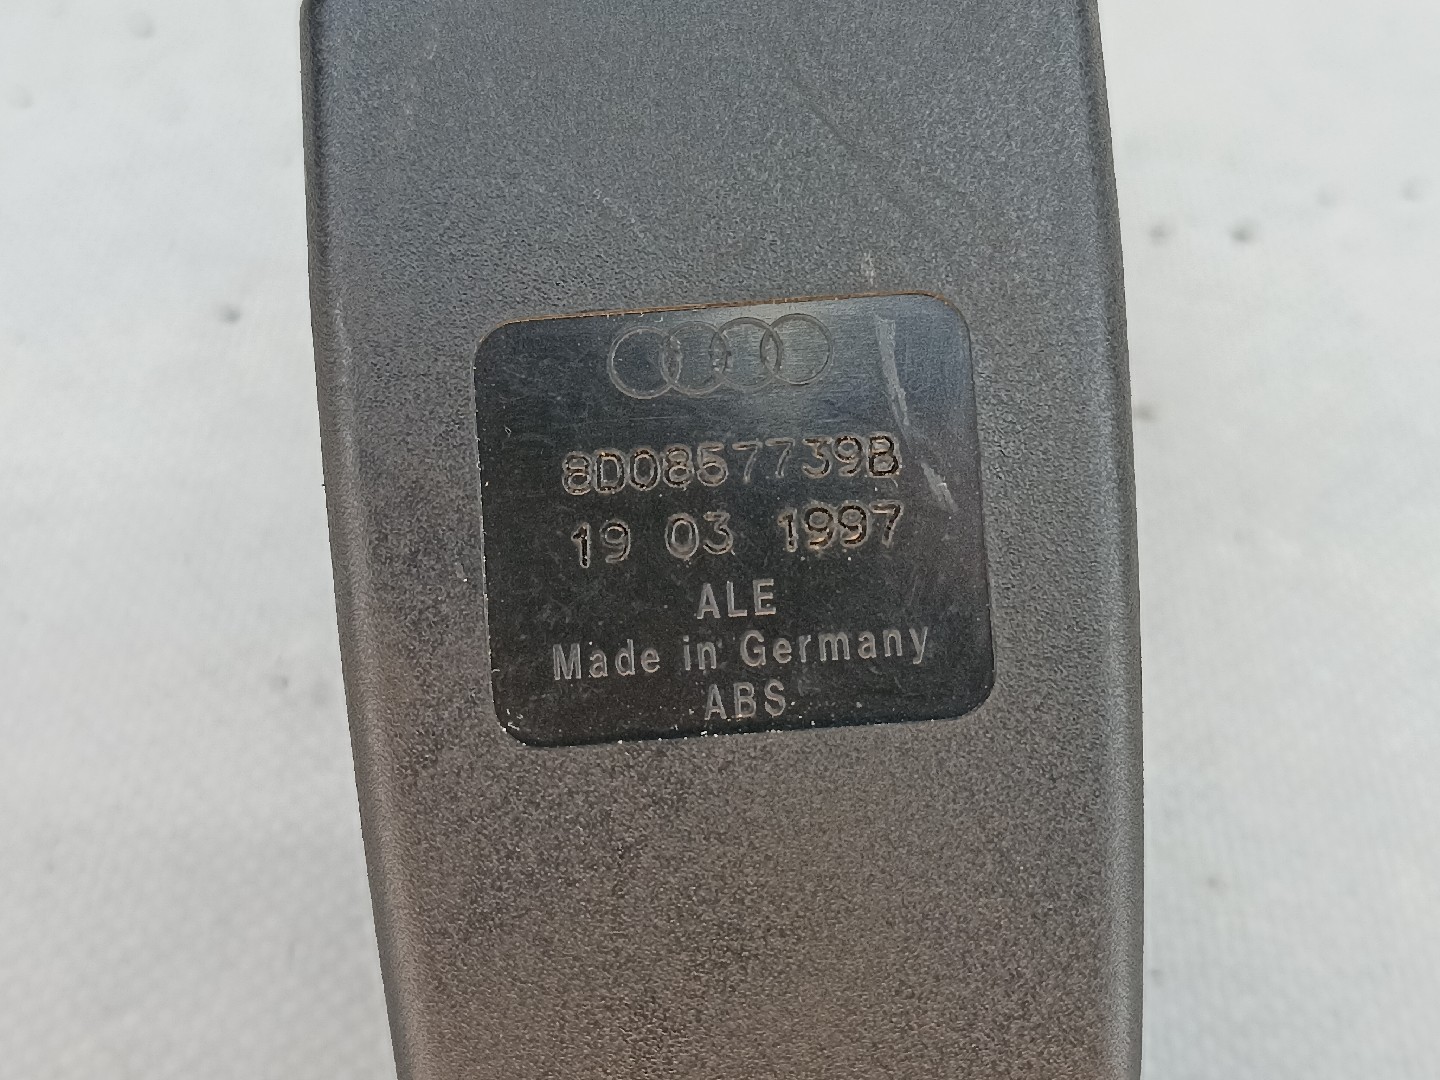 8D0857739B
19 03 1997
ALE
Made in Germany
ABS